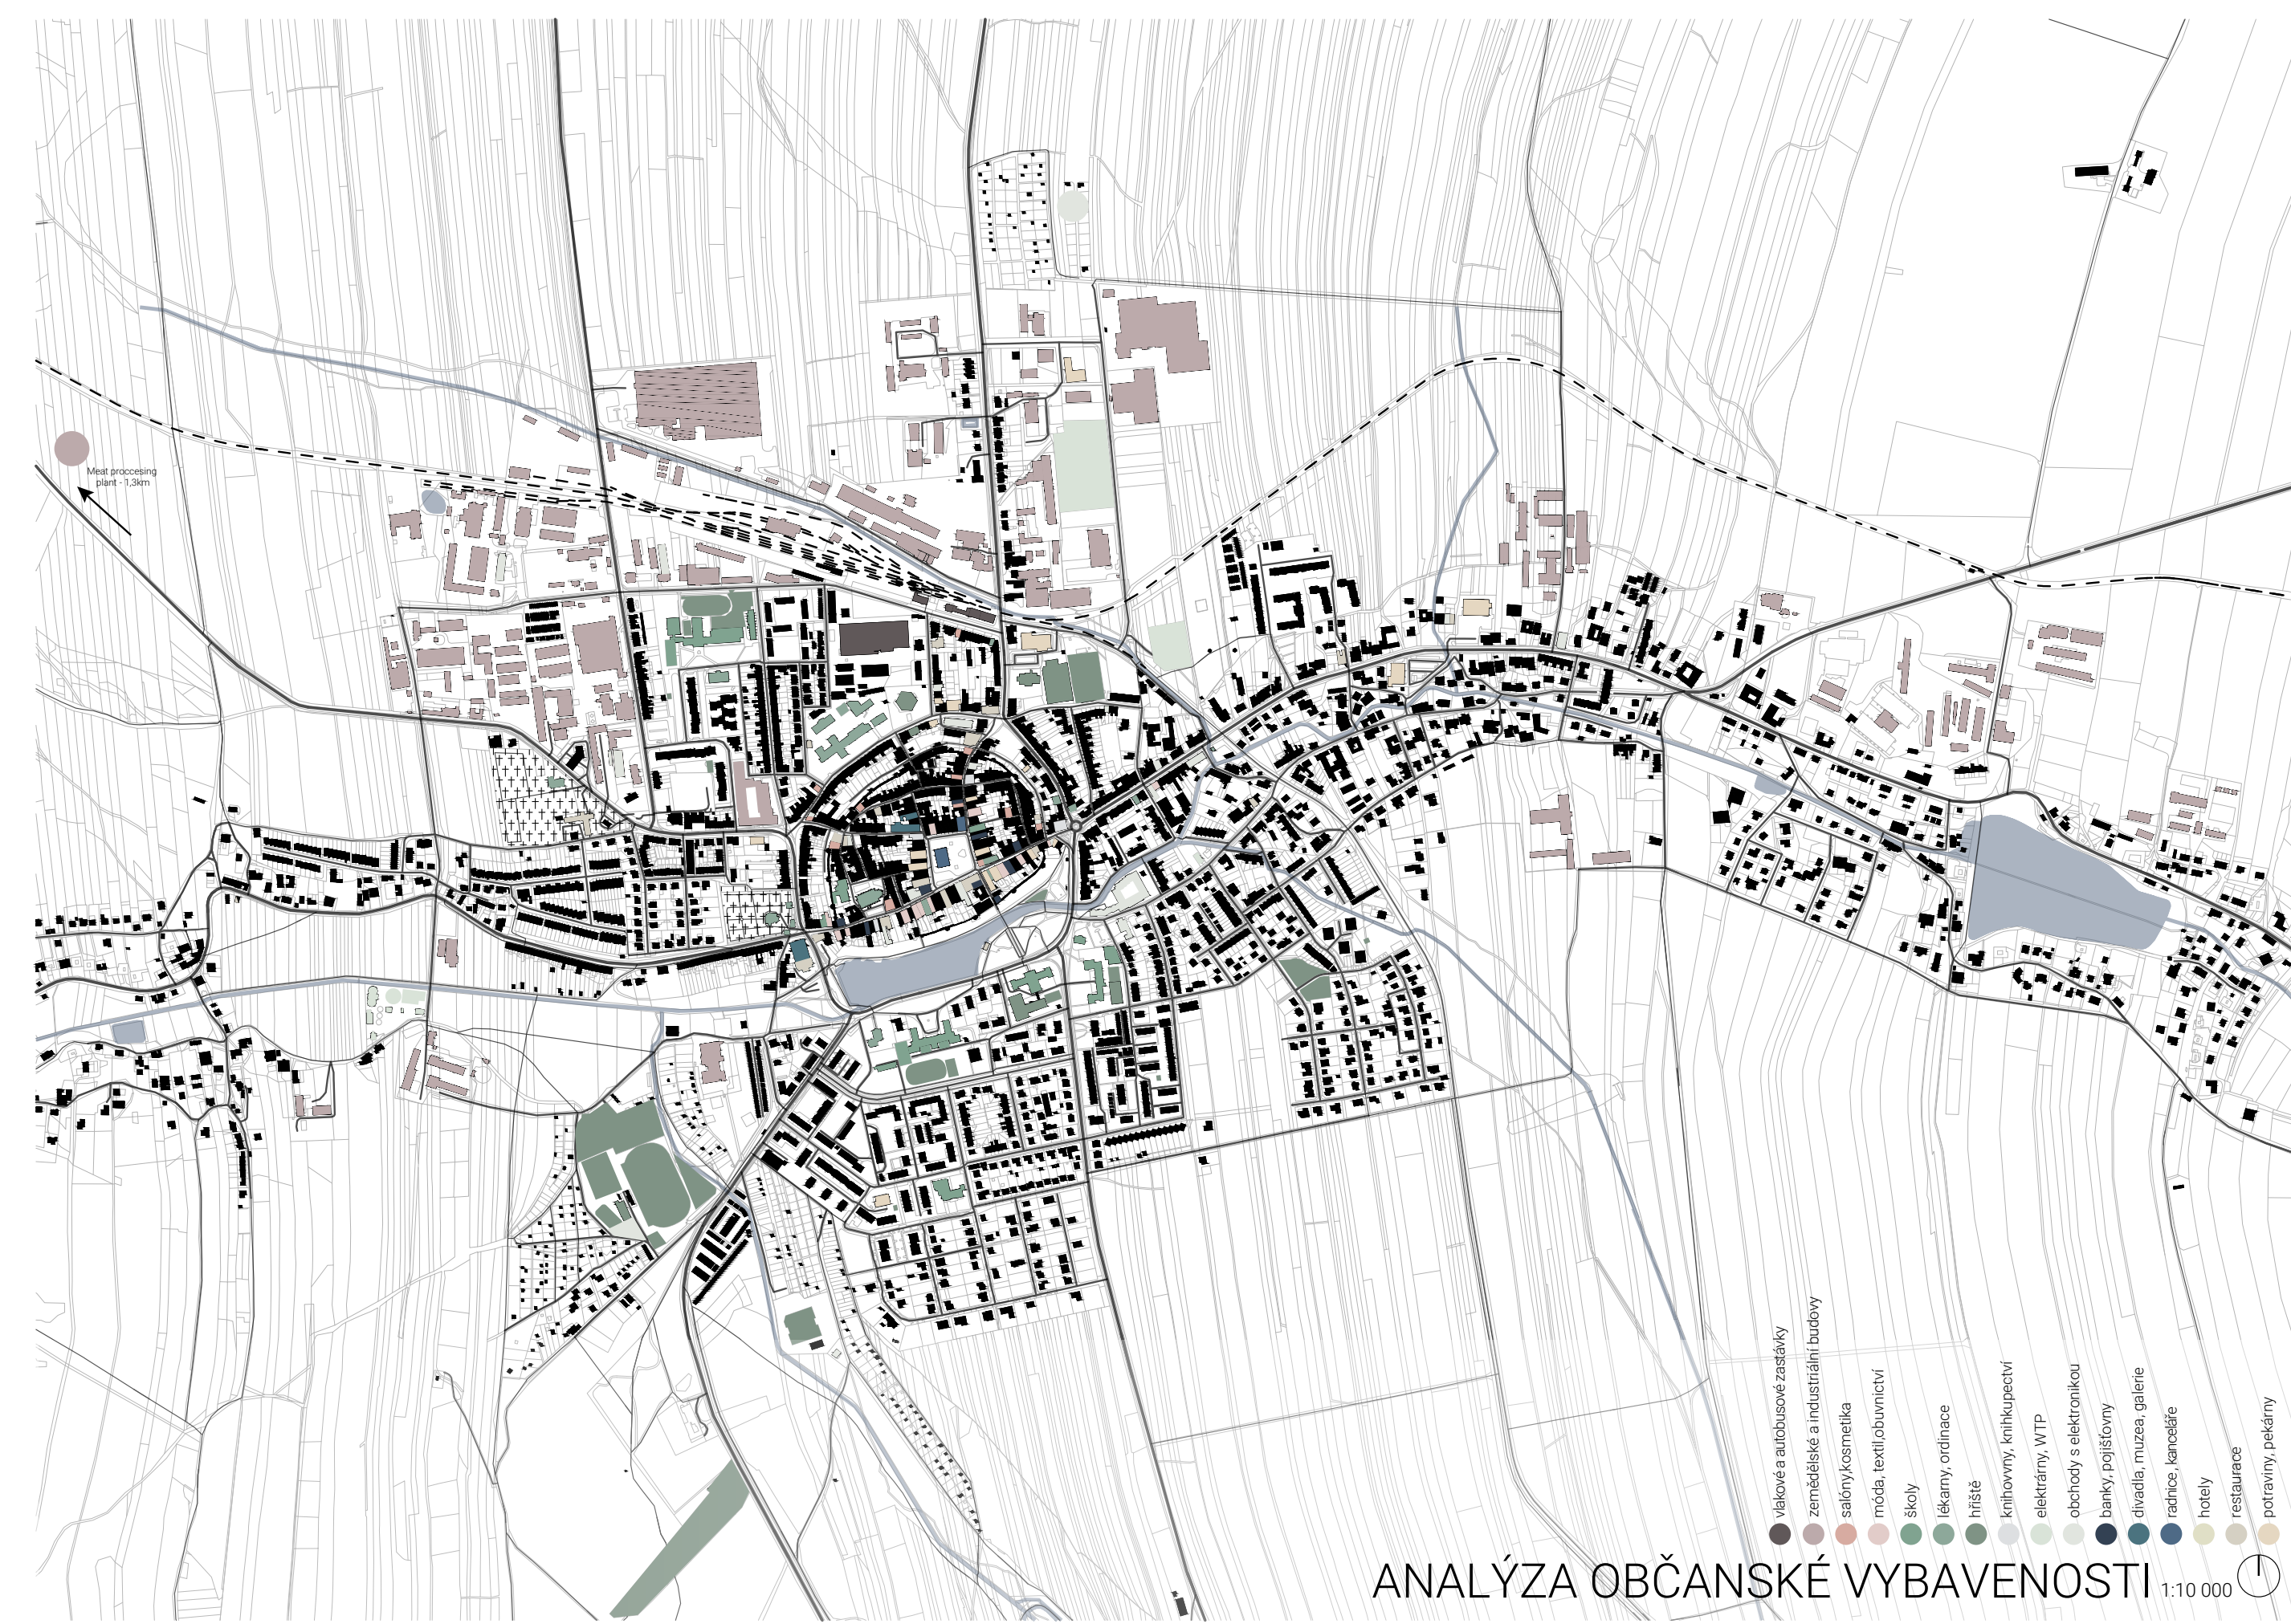 Meat proccesing
plant - 1,3km
vlakové a autobusové zastávky
zemědělské a industriální budovy
salóny,kosmetika
móda, textil,obuvnictví
školy
lékarny, ordinace
hřiště
knihovvny, knihkupectví
elektrárny, WTP
obchody s elektronikou
banky, pojišťovny
divadla, muzea, galerie
radnice, kanceláře
hotely
restaurace
potraviny, pekárny
ANALÝZA OBČANSKÉ VYBAVENOSTI 1:10 000